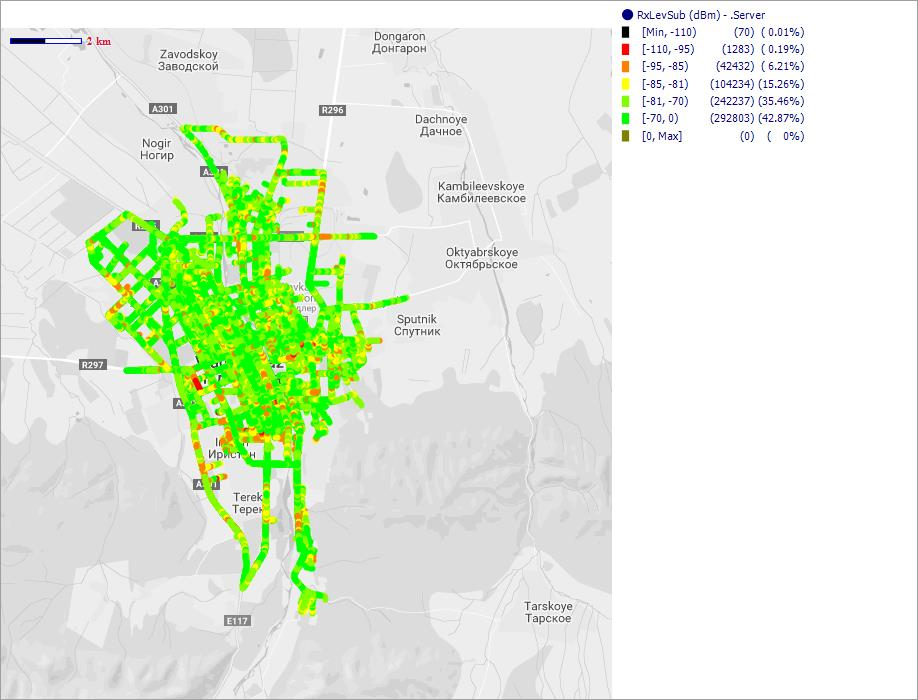 RxLevSub (dBm) - .Server
[Min, -110) (70) ( 0.01%)
[-110, -95) (1283) ( 0.19%)
[-95, -85) (42432) ( 6.21%)
[-85, -81) (104234) (15.26%)
[-81, -70) (242237) (35.46%)
[-70, 0) (292803) (42.87%)
[0, Max] (0) ( 0%)
2 km
Dongaron
Донгарон
Zavodskoy
Заводской
A301
R296
Dachnoye
Дачное
Nogir
Ногир
Kambileevskoye
Камбилеевское
Oktyabrskoye
Октябрьское
Sputnik
Спутник
R297
Иристон
Terek
Терек
E117
Tarskoye
Тарское